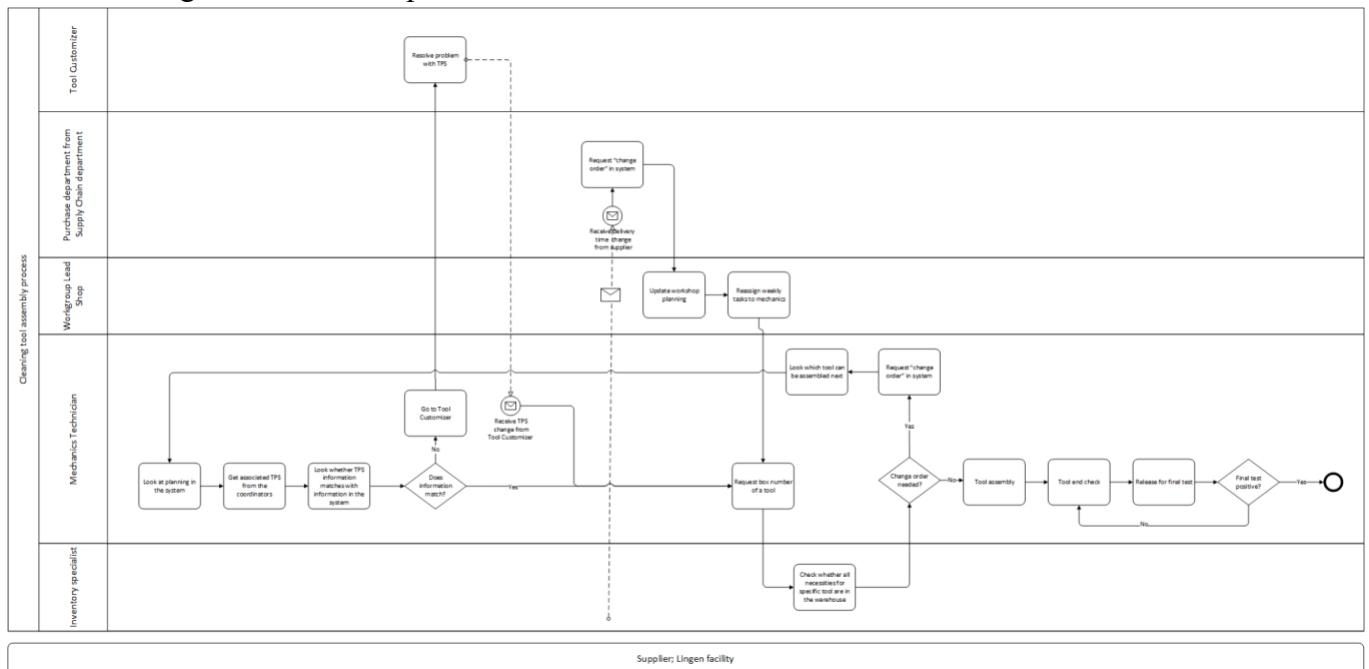 Cleaning tool assembly process
Tool Customizer
Resolve problem
with TPS
Purchase department from
Supply Chain department
Request "change
order" in system
Receive delivery
time change
from supplier
Workgroup Lead
Shop
Update workshop
planning
Reassign weekly
tasks to mechanics
Mechanics Technician
Look which tool can
be assembled next
Request "change
order" in system
Go to Tool
Customizer
Receive TPS
change from
Tool Customizer
Yes
No
Look at planning in
the system
Get associated TPS
from the
coordinators
Look whether TPS
information
matches with
information in the
system
Does
information
match?
Yes
Request box number
of a tool
Change order
needed?
No
Tool assembly
Tool end check
Release for final test
Final test
positive?
Yes
No
Inventory specialist
Check whether all
necessities for
specific tool are in
the warehouse
Supplier; Lingen facility